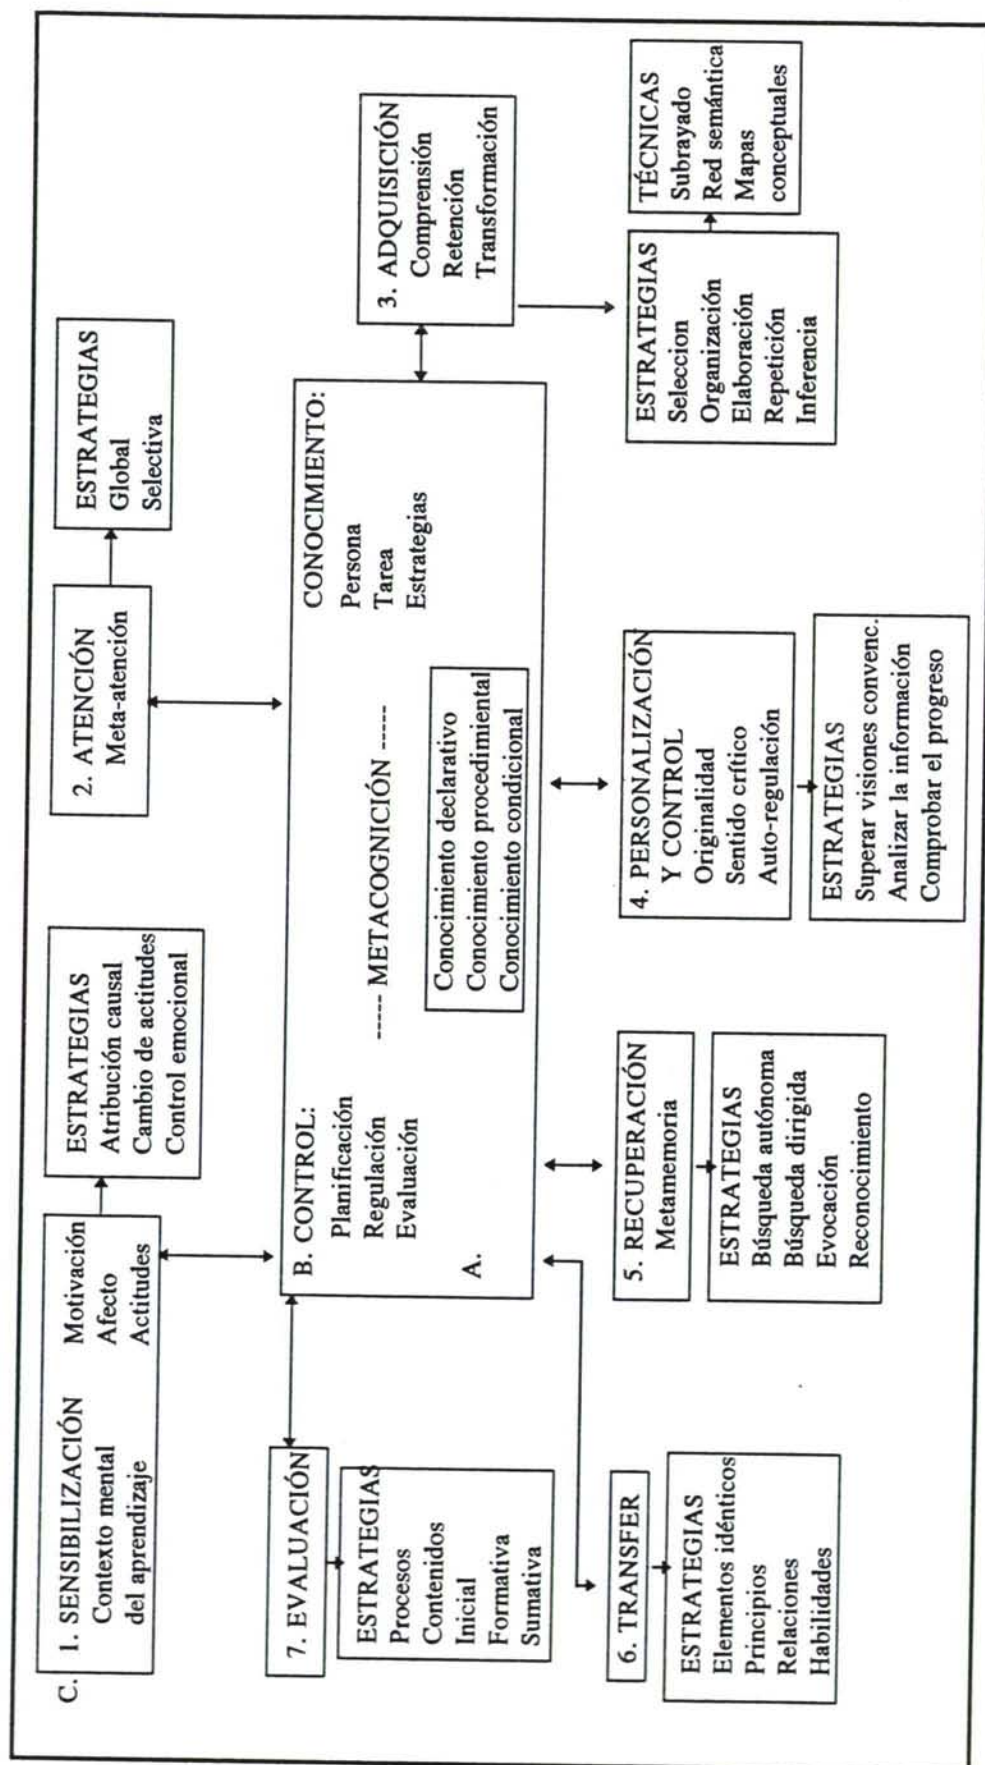 C. 1. SENSIBILIZACIÓN
Contexto mental
del aprendizaje
Motivación
Afecto
Actitudes
ESTRATEGIAS
Atribución causal
Cambio de actitudes
Control emocional
2. ATENCIÓN
Meta-atención
ESTRATEGIAS
Global
Selectiva
7. EVALUACIÓN
ESTRATEGIAS
Procesos
Contenidos
Inicial
Formativa
Sumativa
B. CONTROL:
Planificación
Regulación
Evaluación
----- METACOGNICIÓN -----
CONOCIMIENTO:
Persona
Tarea
Estrategias
A.
Conocimiento declarativo
Conocimiento procedimental
Conocimiento condicional
3. ADQUISICIÓN
Comprensión
Retención
Transformación
6. TRANSFER
ESTRATEGIAS
Elementos idénticos
Principios
Relaciones
Habilidades
5. RECUPERACIÓN
Metamemoria
ESTRATEGIAS
Búsqueda autónoma
Búsqueda dirigida
Evocación
Reconocimiento
4. PERSONALIZACIÓN
Y CONTROL
Originalidad
Sentido crítico
Auto-regulación
ESTRATEGIAS
Superar visiones convenc.
Analizar la información
Comprobar el progreso
ESTRATEGIAS
Seleccion
Organización
Elaboración
Repetición
Inferencia
TÉCNICAS
Subrayado
Red semántica
Mapas
conceptuales